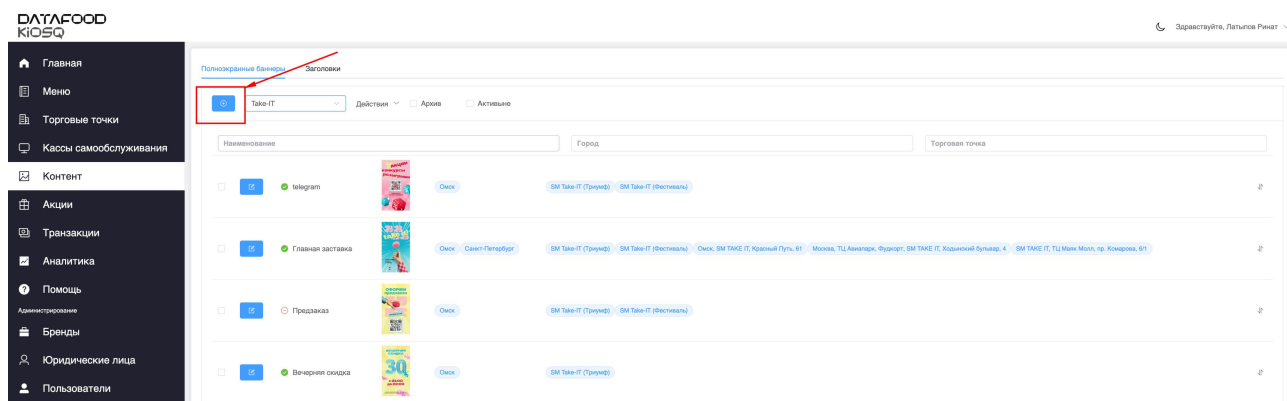 DATAFOOD
KiOSQ
Здравствуйте, Латыпов Ринат
Главная
Меню
Торговые точки
Кассы самообслуживания
Контент
Акции
Транзакции
Аналитика
Помощь
Администрирование
Бренды
Юридические лица
Пользователи
Полноэкранные баннеры Заголовки
Take-IT Действия Архив Активыне
Наименование Город Торговая точка
telegram Омск SM Take-IT (Триумф) SM Take-IT (Фестиваль)
Главная заставка Омск Санкт-Петербург SM Take-IT (Триумф) SM Take-IT (Фестиваль) Омск, SM TAKE IT, Красный Путь, 61 Москва, ТЦ Авиапарк, Фудкорт, SM TAKE IT, Ходынский бульвар, 4 SM TAKE IT, ТЦ Маяк Молл, пр. Комарова, 6/1
Предзаказ Омск SM Take-IT (Триумф) SM Take-IT (Фестиваль)
Вечерняя скидка 30 Омск SM Take-IT (Триумф)